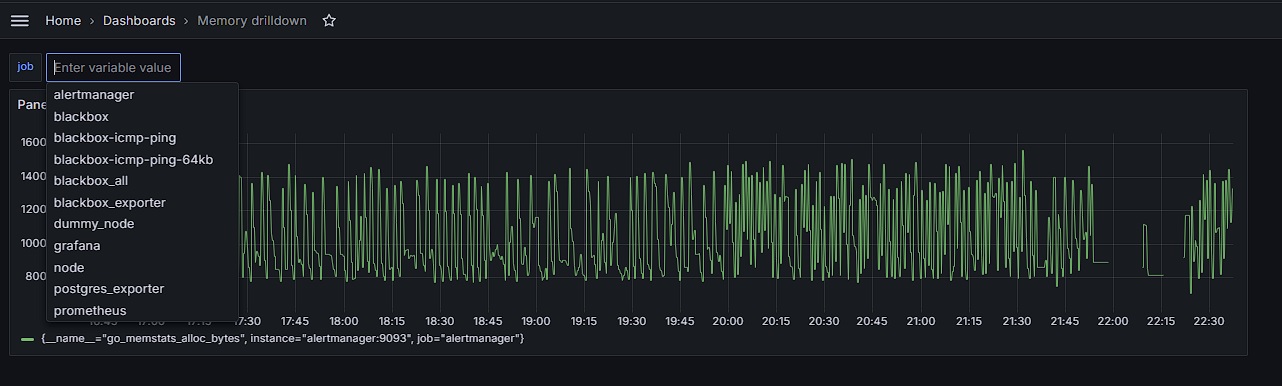 Home › Dashboards › Memory drilldown
job Enter variable value
alertmanager
blackbox
blackbox-icmp-ping
blackbox-icmp-ping-64kb
blackbox_all
blackbox_exporter
dummy_node
grafana
node
postgres_exporter
prometheus
Pane
1600
1400
1200
1000
800
17:30 17:45 18:00 18:15 18:30 18:45 19:00 19:15 19:30 19:45 20:00 20:15 20:30 20:45 21:00 21:15 21:30 21:45 22:00 22:15 22:30
{__name__="go_memstats_alloc_bytes", instance="alertmanager:9093", job="alertmanager"}